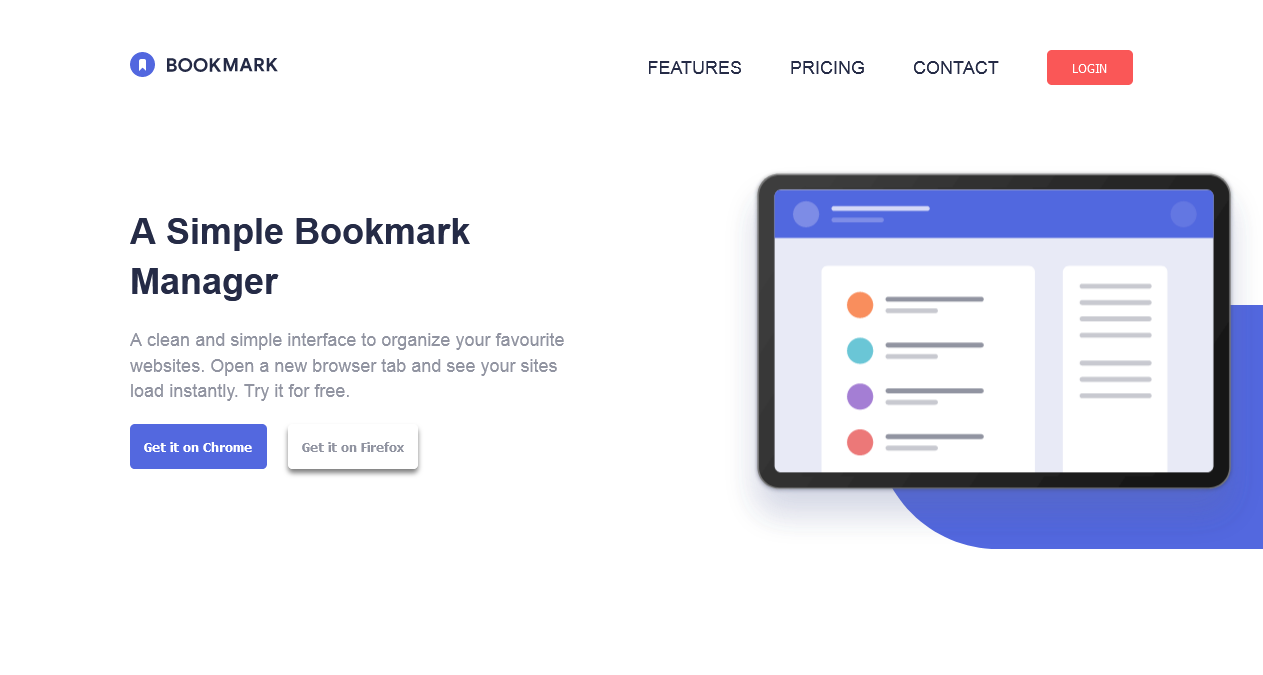 BOOKMARK
FEATURES PRICING CONTACT LOGIN
A Simple Bookmark
Manager
A clean and simple interface to organize your favourite
websites. Open a new browser tab and see your sites
load instantly. Try it for free.
Get it on Chrome Get it on Firefox